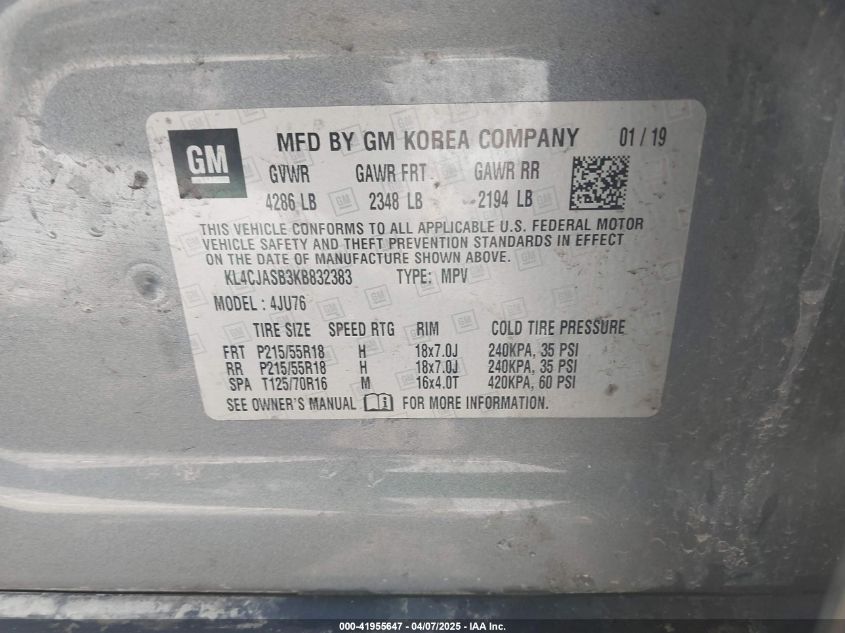 GM
MFD BY GM KOREA COMPANY 01 / 19
GVWR GAWR FRT GAWR RR
4286 LB 2348 LB 2194 LB
THIS VEHICLE CONFORMS TO ALL APPLICABLE U.S. FEDERAL MOTOR
VEHICLE SAFETY AND THEFT PREVENTION STANDARDS IN EFFECT
ON THE DATE OF MANUFACTURE SHOWN ABOVE.
KL4CJASB3KB832383 TYPE: MPV
MODEL : 4JU76
TIRE SIZE SPEED RTG RIM COLD TIRE PRESSURE
FRT P215/55R18 H 18x7.0J 240KPA, 35 PSI
RR P215/55R18 H 18x7.0J 240KPA, 35 PSI
SPA T125/70R16 M 16x4.0T 420KPA, 60 PSI
SEE OWNER'S MANUAL FOR MORE INFORMATION.
000-41955647 - 04/07/2025 - IAA Inc.